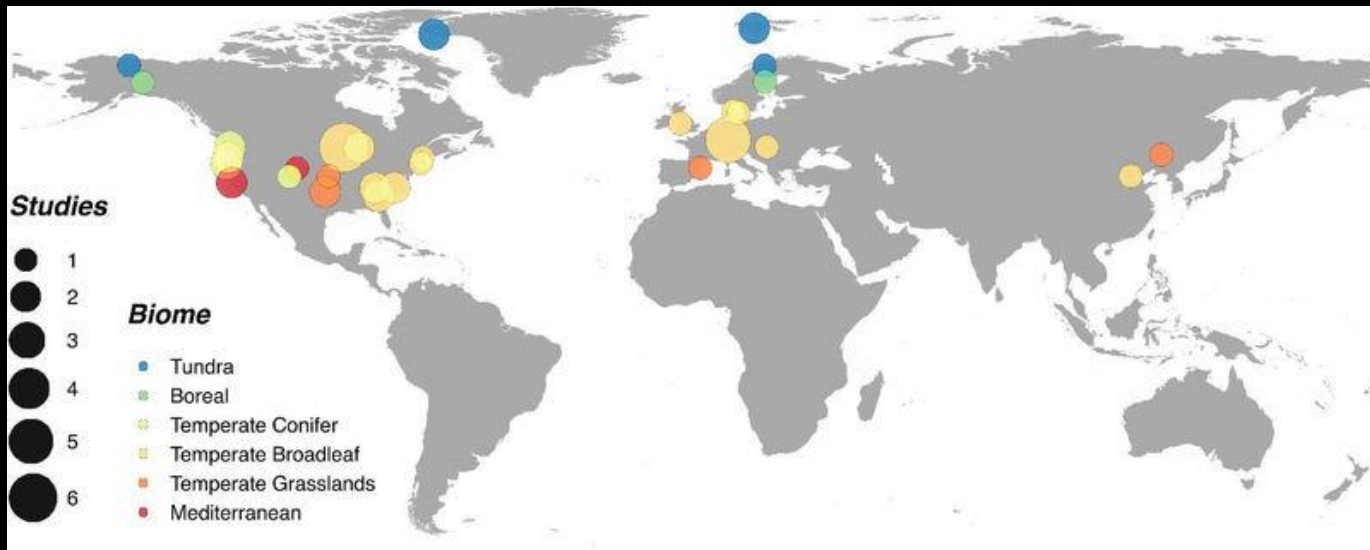 Studies
1
2
3
4
5
6
Biome
Tundra
Boreal
Temperate Conifer
Temperate Broadleaf
Temperate Grasslands
Mediterranean